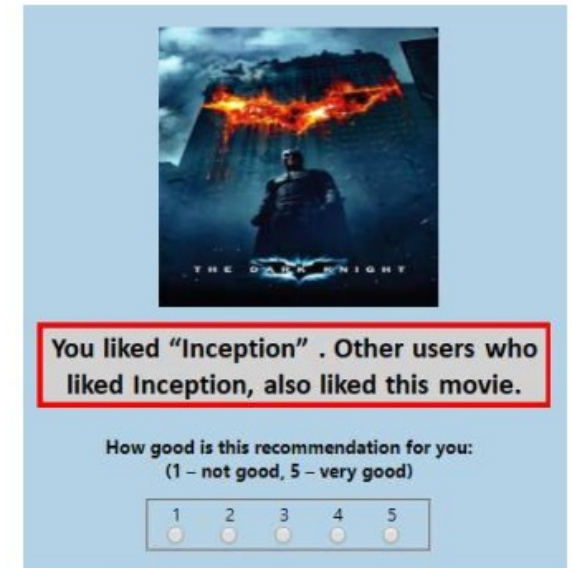 THE DARK KNIGHT
You liked “Inception” . Other users who
liked Inception, also liked this movie.
How good is this recommendation for you:
(1 – not good, 5 – very good)
1 2 3 4 5